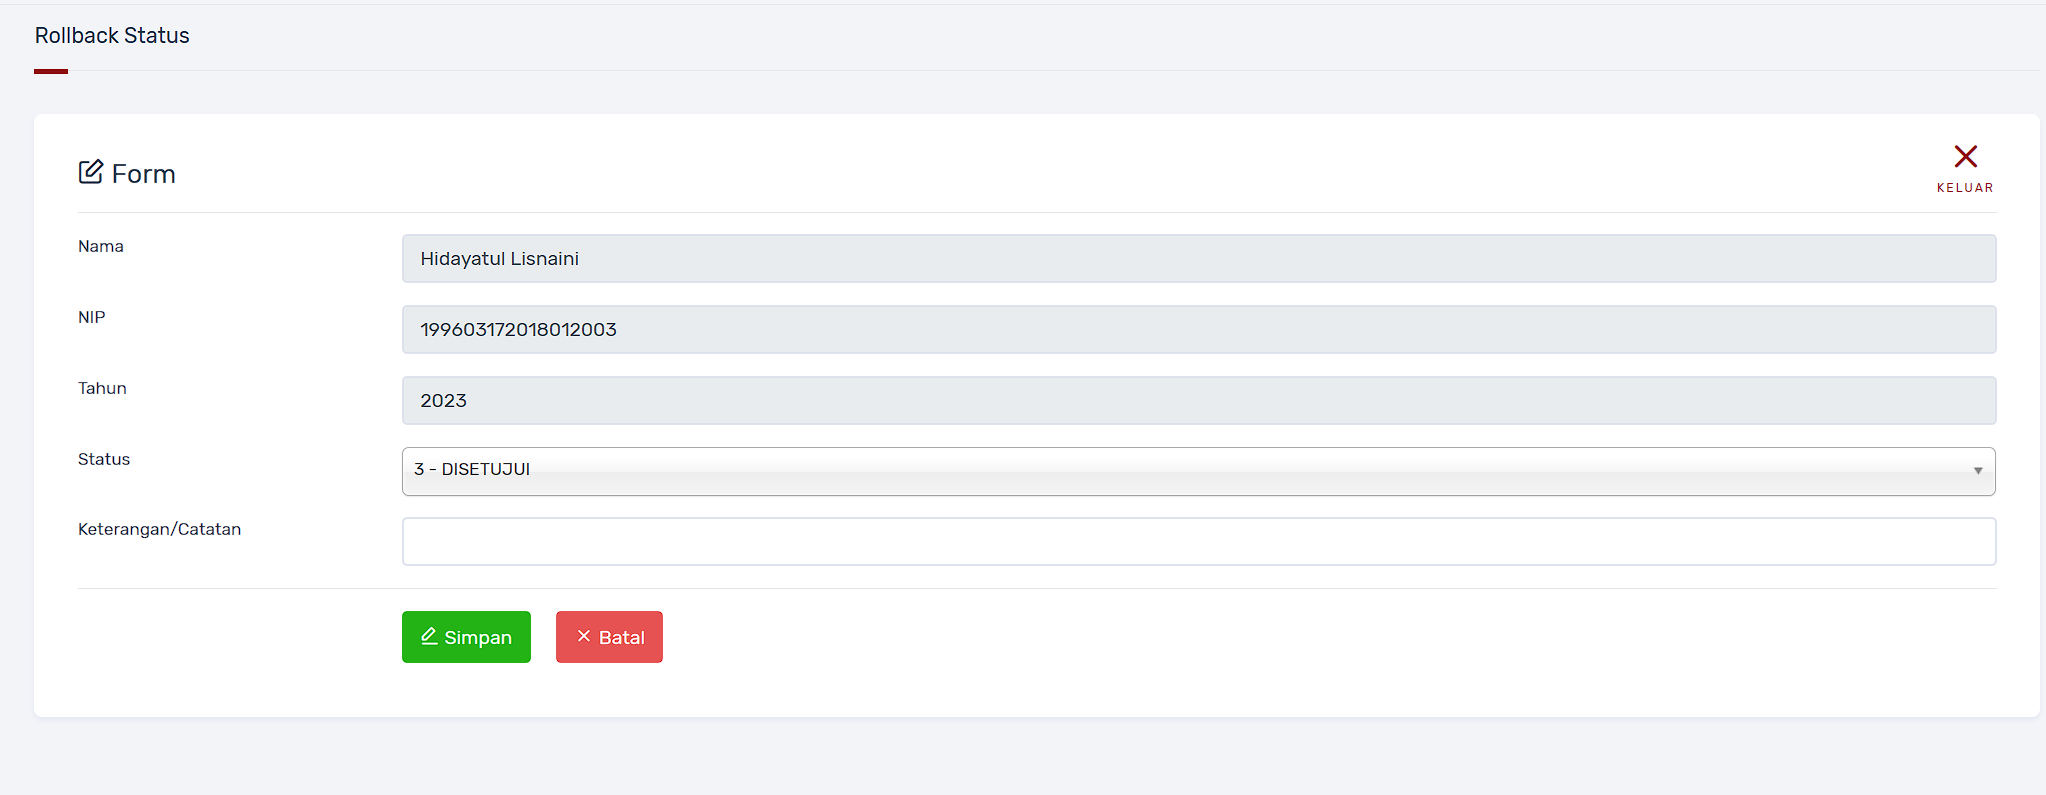 Rollback Status
Form
KELUAR
Nama
Hidayatul Lisnaini
NIP
199603172018012003
Tahun
2023
Status
3 - DISETUJUI
Keterangan/Catatan
Simpan
Batal